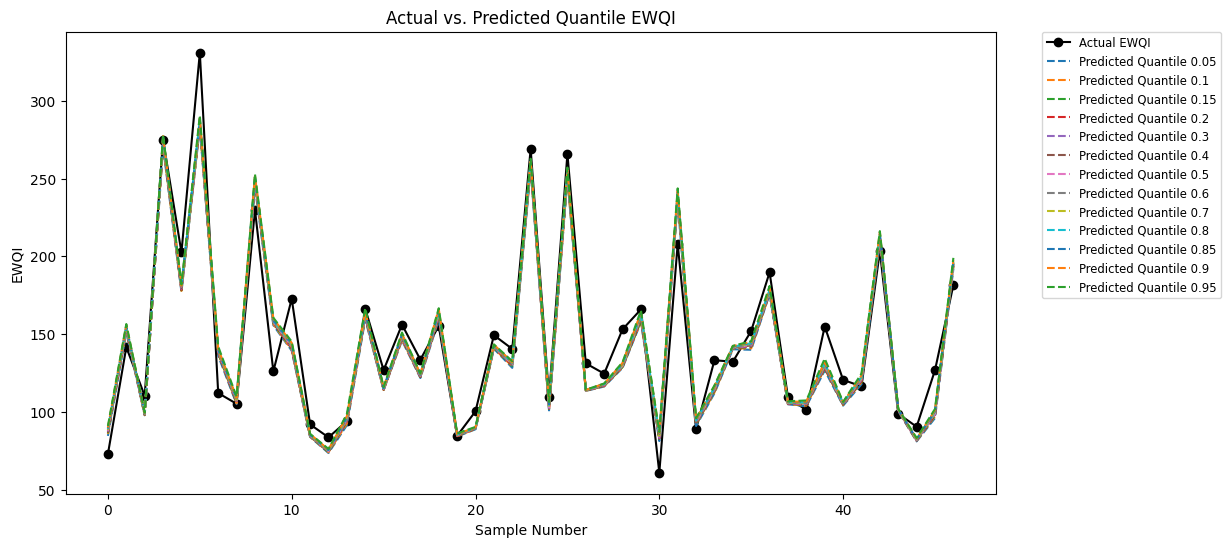 Actual vs. Predicted Quantile EWQI
EWQI
300
250
200
150
100
50
0
10
20
30
40
Sample Number
Actual EWQI
Predicted Quantile 0.05
Predicted Quantile 0.1
Predicted Quantile 0.15
Predicted Quantile 0.2
Predicted Quantile 0.3
Predicted Quantile 0.4
Predicted Quantile 0.5
Predicted Quantile 0.6
Predicted Quantile 0.7
Predicted Quantile 0.8
Predicted Quantile 0.85
Predicted Quantile 0.9
Predicted Quantile 0.95